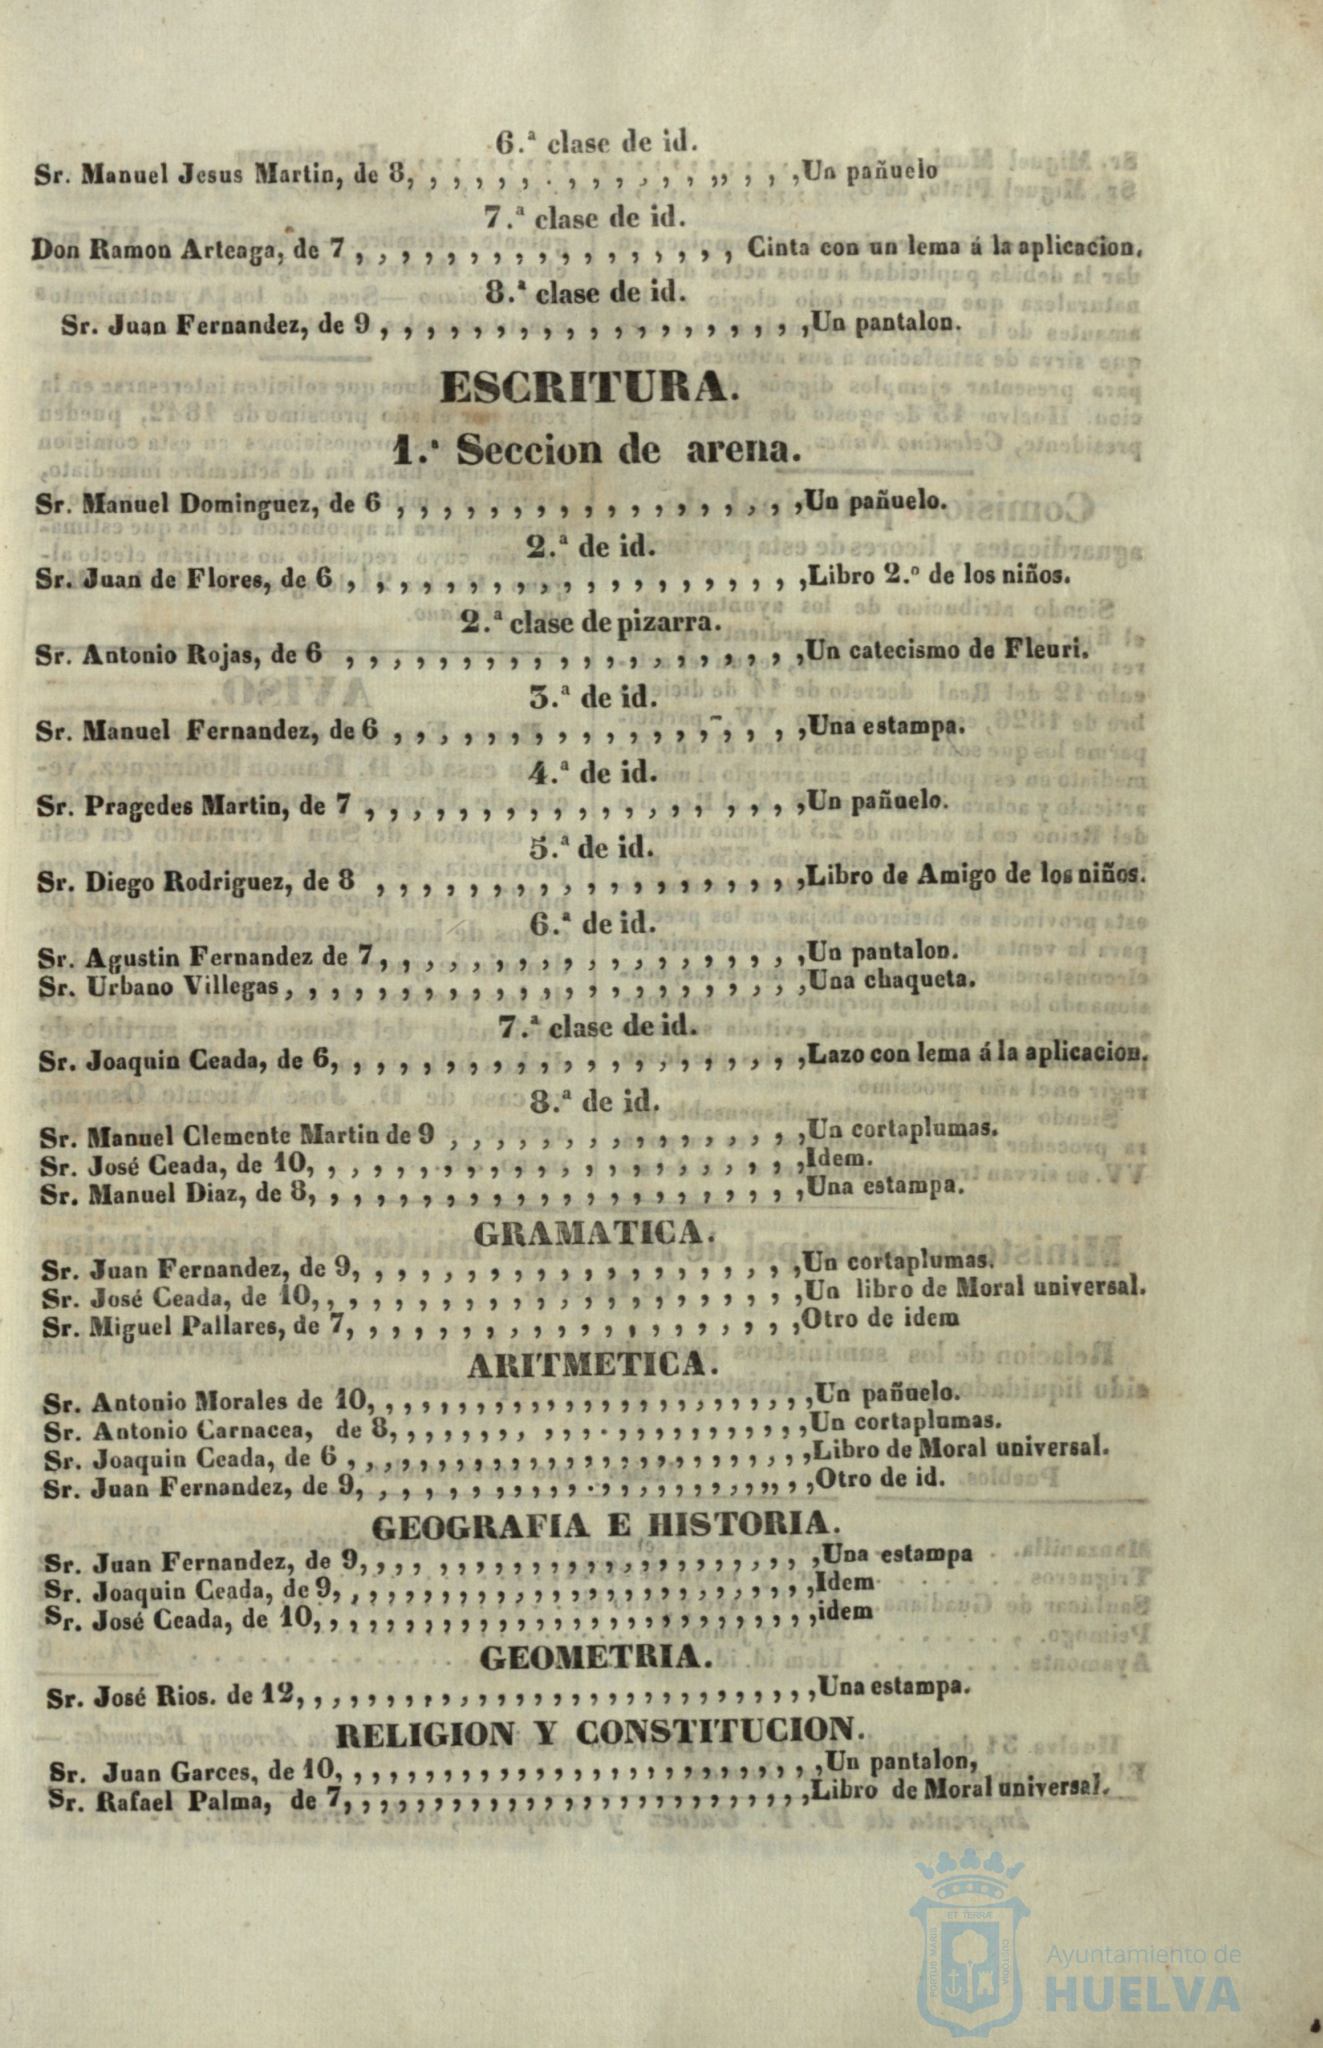 6.ª clase de id.
Sr. Manuel Jesus Martin, de 8, , , , , , . , , , , , , ,, , , ,Un pañuelo
7.ª clase de id.
Don Ramon Arteaga, de 7 , , , , , , , , , , , , , , , , , Cinta con un lema á la aplicacion.
8.ª clase de id.
Sr. Juan Fernandez, de 9 , , , , , , , , , , , , , , , , , , ,Un pantalon.
ESCRITURA.
1.ª Seccion de arena.
Sr. Manuel Dominguez, de 6 , , , , , , , , , , , , , , , , , ,Un pañuelo.
2.ª de id.
Sr. Juan de Flores, de 6 , , , , , , , , , , , , , , , , , , , ,Libro 2.º de los niños.
2.ª clase de pizarra.
Sr. Antonio Rojas, de 6 , , , , , , , , , , , , , , , , , , , ,Un catecismo de Fleuri.
3.ª de id.
Sr. Manuel Fernandez, de 6 , , , , , , , , , , , , , , , , , ,Una estampa.
4.ª de id.
Sr. Pragedes Martin, de 7 , , , , , , , , , , , , , , , , , ,Un pañuelo.
5.ª de id.
Sr. Diego Rodriguez, de 8 , , , , , , , , , , , , , , , , , , ,Libro de Amigo de los niños.
6.ª de id.
Sr. Agustin Fernandez de 7, , , , , , , , , , , , , , , , , , ,Un pantalon.
Sr. Urbano Villegas, , , , , , , , , , , , , , , , , , , , , , ,Una chaqueta.
7.ª clase de id.
Sr. Joaquin Ceada, de 6, , , , , , , , , , , , , , , , , , , , ,Lazo con lema á la aplicacion.
8.ª de id.
Sr. Manuel Clemente Martin de 9 , , , , , , , , , , , , , , , ,Un cortaplumas.
Sr. José Ceada, de 10, , , , , , , , , , , , , , , , , , , , , ,Idem.
Sr. Manuel Diaz, de 8, , , , , , , , , , , , , , , , , , , , , ,Una estampa.
GRAMATICA.
Sr. Juan Fernandez, de 9, , , , , , , , , , , , , , , , , , , ,Un cortaplumas.
Sr. José Ceada, de 10,, , , , , , , , , , , , , , , , , , , , ,Un libro de Moral universal.
Sr. Miguel Pallares, de 7, , , , , , , , , , , , , , , , , , , ,Otro de idem
ARITMETICA.
Sr. Antonio Morales de 10, , , , , , , , , , , , , , , , , , , , , , , ,Un pañuelo.
Sr. Antonio Carnacea, de 8, , , , , , , , , , , . , , , , , , , , , , ,Un cortaplumas.
Sr. Joaquin Ceada, de 6 , , , , , , , , , , , , , , , , , , , , , , , ,Libro de Moral universal.
Sr. Juan Fernandez, de 9, , , , , , , , , , , . , , , , , , , ,, ,, , ,Otro de id.
GEOGRAFIA E HISTORIA.
Sr. Juan Fernandez, de 9, , , , , , , , , , , , , , , , , , , , , , ,Una estampa
Sr. Joaquin Ceada, de 9, , , , , , , , , , , , , , , , , , , , , , , , ,Idem
Sr. José Ceada, de 10, , , , , , , , , , , , , , , , , , , , , , , , , ,idem
GEOMETRIA.
Sr. José Rios. de 12, , , , , , , , , , , , , , , , , , , , , , , , , , ,Una estampa.
RELIGION Y CONSTITUCION.
Sr. Juan Garces, de 10, , , , , , , , , , , , , , , , , , , , , , , , ,Un pantalon,
Sr. Rafael Palma, de 7, , , , , , , , , , , , , , , , , , , , , , , ,Libro de Moral universal.
ET TERRÆ
PORTUS MARIS
CUSTODIA
Ayuntamiento de
HUELVA